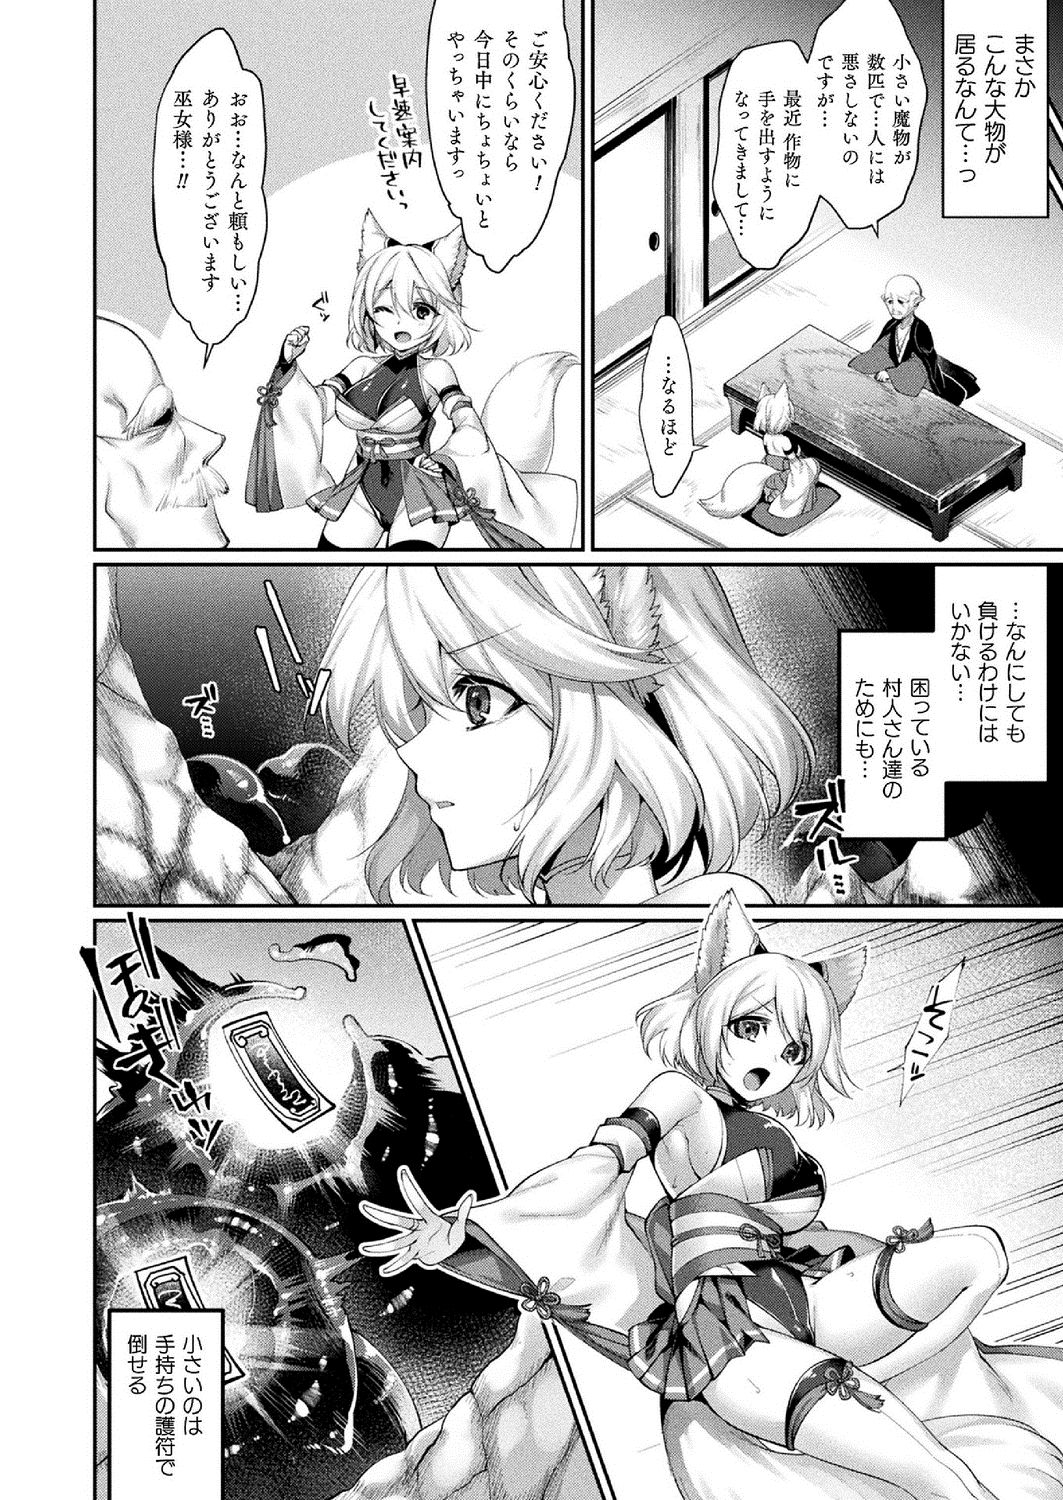 まさか
こんな大物が
居るなんて…っ
小さい魔物が
数匹で…人には
悪さしないの
ですが…
最近 作物に
手を出すように
なってきまして…
…なるほど
ご安心ください！
そのくらいなら
今日中にちょちょいと
やっちゃいますっ
早速案内
してくださいっ
ぐっ
おお…なんと頼もしい…
ありがとうございます
巫女様…!!
…なんにしても
負けるわけには
いかない…
困っている
村人さん達の
ためにも…
ズル…
ズズ…
そこっ
小さいのは
手持ちの護符で
倒せる